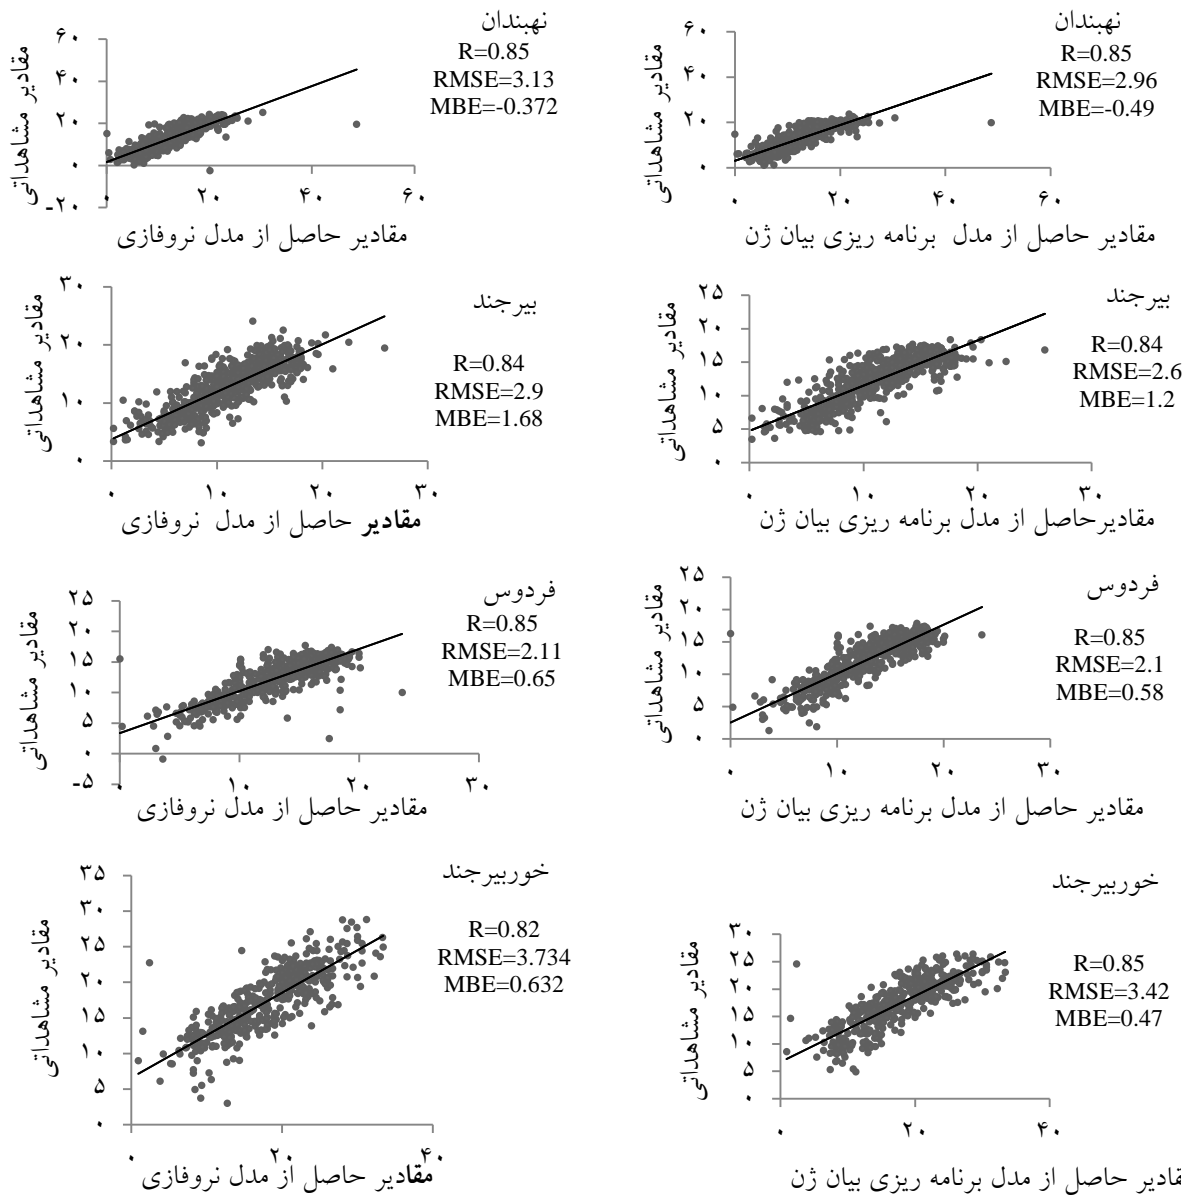 نهبندان
R=0.85
RMSE=3.13
MBE=-0.372
مقادیر مشاهداتی
۶۰
۴۰
۲۰
۰
-۲۰
۰ ۲۰ ۴۰ ۶۰
مقادیر حاصل از مدل نروفازی
نهبندان
R=0.85
RMSE=2.96
MBE=-0.49
مقادیر مشاهداتی
۶۰
۴۰
۲۰
۰
۰ ۲۰ ۴۰ ۶۰
مقادیر حاصل از مدل برنامه ریزی بیان ژن
بیرجند
R=0.84
RMSE=2.9
MBE=1.68
مقادیر مشاهداتی
۳۰
۲۰
۱۰
۰
۰ ۱۰ ۲۰ ۳۰
مقادیر حاصل از مدل نروفازی
بیرجند
R=0.84
RMSE=2.6
MBE=1.2
مقادیر مشاهداتی
۲۵
۲۰
۱۵
۱۰
۵
۰
۰ ۱۰ ۲۰ ۳۰
مقادیرحاصل از مدل برنامه ریزی بیان ژن
فردوس
R=0.85
RMSE=2.11
MBE=0.65
مقادیر مشاهداتی
۲۵
۲۰
۱۵
۱۰
۵
۰
-۵
۰ ۱۰ ۲۰ ۳۰
مقادیر حاصل از مدل نروفازی
فردوس
R=0.85
RMSE=2.1
MBE=0.58
مقادیر مشاهداتی
۲۵
۲۰
۱۵
۱۰
۵
۰
۰ ۱۰ ۲۰ ۳۰
مقادیر حاصل از مدل برنامه ریزی بیان ژن
خوربیرجند
R=0.82
RMSE=3.734
MBE=0.632
مقادیر مشاهداتی
۳۵
۳۰
۲۵
۲۰
۱۵
۱۰
۵
۰
۰ ۲۰ ۴۰
مقادیر حاصل از مدل نروفازی
خوربیرجند
R=0.85
RMSE=3.42
MBE=0.47
مقادیر مشاهداتی
۳۰
۲۵
۲۰
۱۵
۱۰
۵
۰
۰ ۲۰ ۴۰
قادیر حاصل از مدل برنامه ریزی بیان ژن